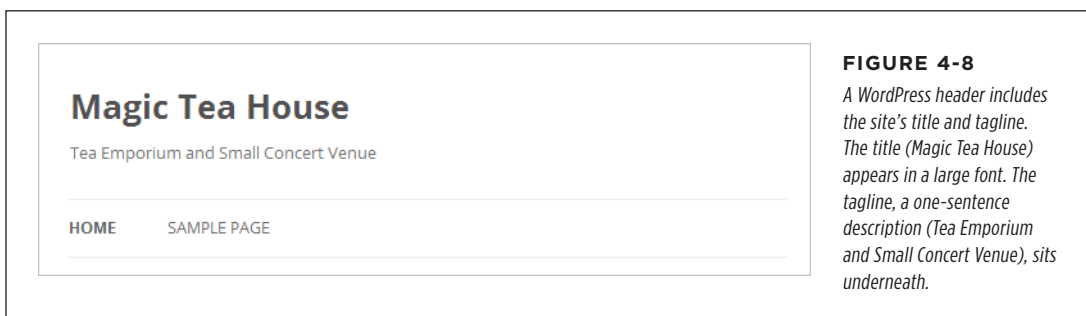 Magic Tea House
Tea Emporium and Small Concert Venue
HOME SAMPLE PAGE
FIGURE 4-8
A WordPress header includes
the site’s title and tagline.
The title (Magic Tea House)
appears in a large font. The
tagline, a one-sentence
description (Tea Emporium
and Small Concert Venue), sits
underneath.